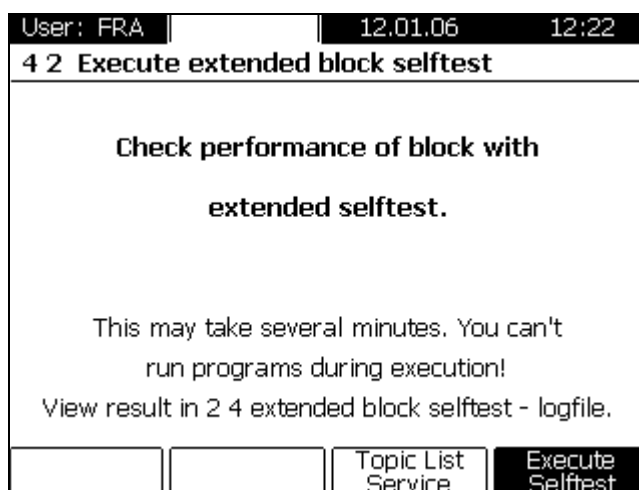 User: FRA 12.01.06 12:22
4 2 Execute extended block selftest
Check performance of block with
extended selftest.
This may take several minutes. You can't
run programs during execution!
View result in 2 4 extended block selftest - logfile.
Topic List Execute
Service Selftest